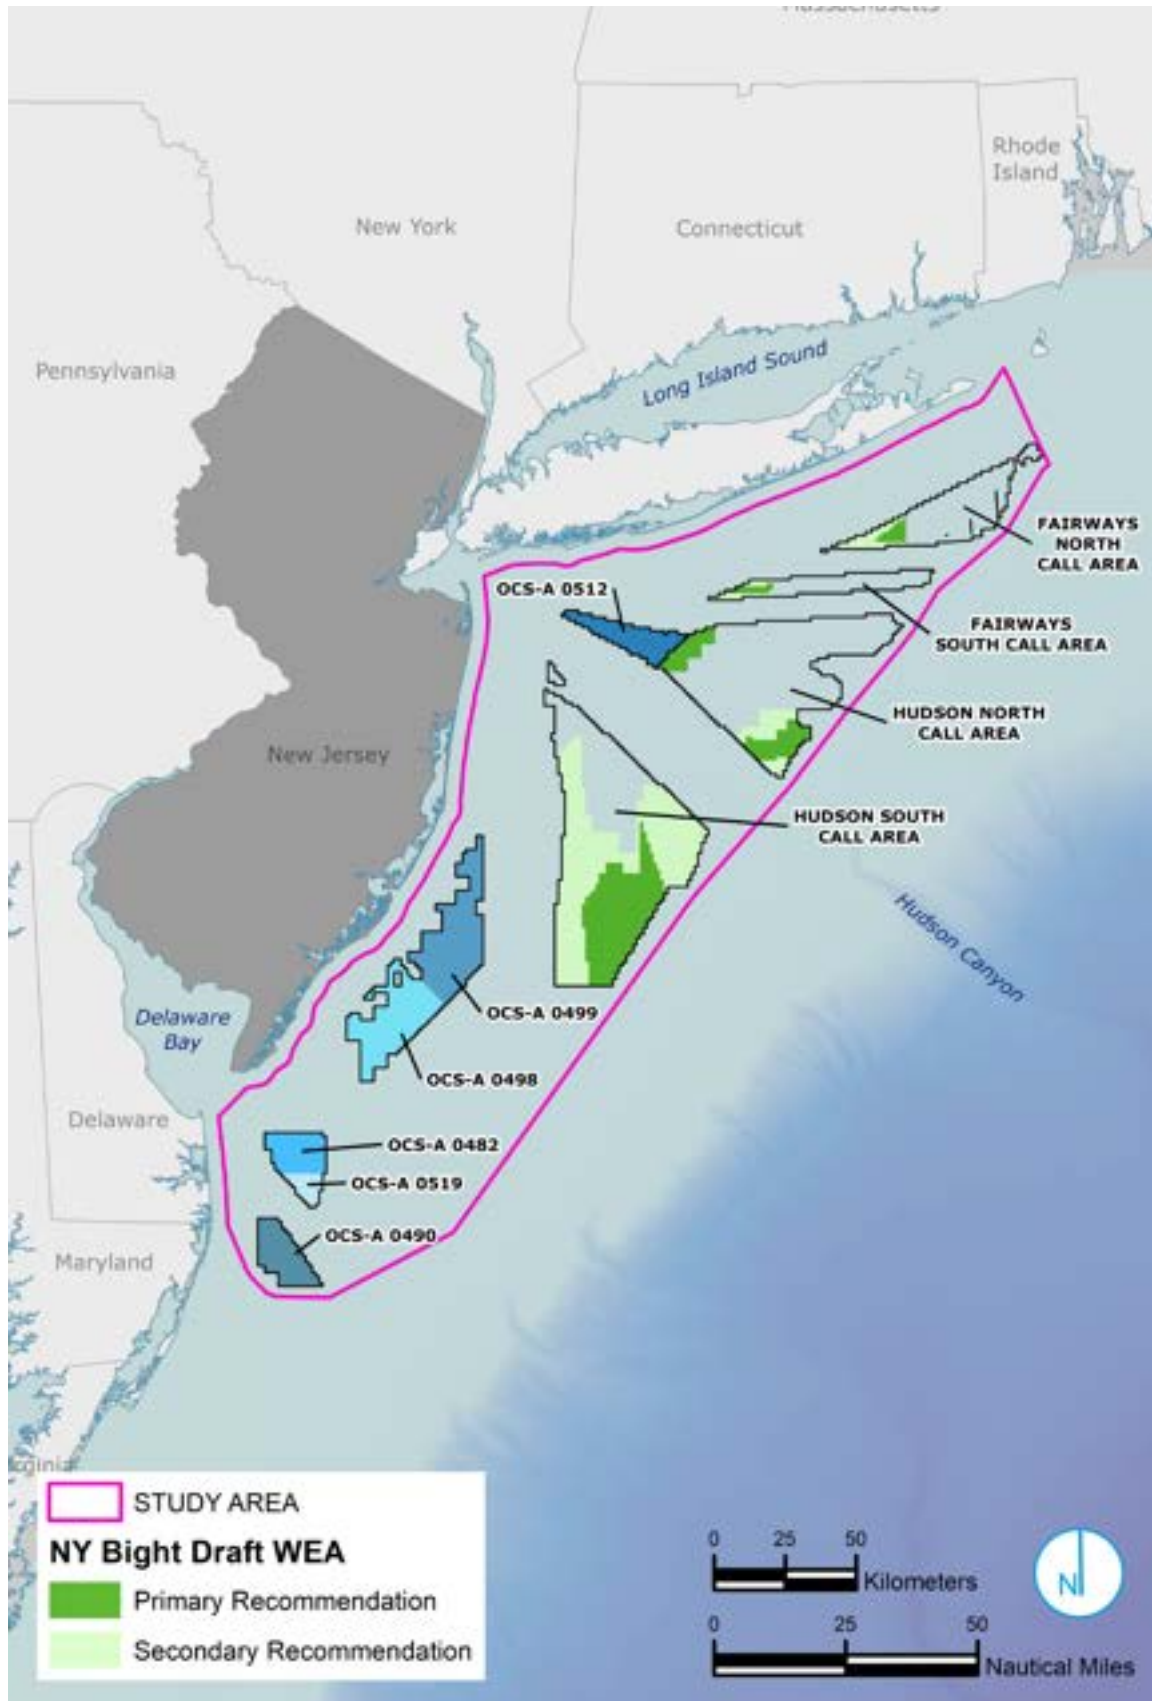 Massachusetts
Rhode
Island
New York
Connecticut
Pennsylvania
Long Island Sound
FAIRWAYS
NORTH
CALL AREA
OCS-A 0512
FAIRWAYS
SOUTH CALL AREA
HUDSON NORTH
CALL AREA
New Jersey
HUDSON SOUTH
CALL AREA
Hudson Canyon
OCS-A 0499
Delaware
Bay
OCS-A 0498
Delaware
OCS-A 0482
OCS-A 0519
OCS-A 0490
Maryland
rginia
STUDY AREA
NY Bight Draft WEA
Primary Recommendation
Secondary Recommendation
0 25 50
Kilometers
0 25 50
Nautical Miles
N